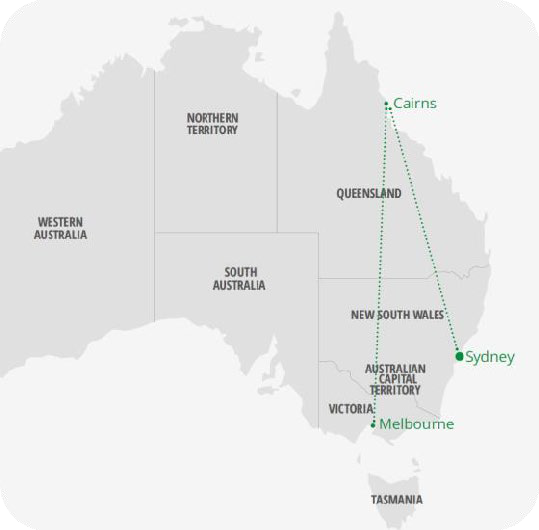 Cairns
NORTHERN
TERRITORY
QUEENSLAND
WESTERN
AUSTRALIA
SOUTH
AUSTRALIA
NEW SOUTH WALES
Sydney
AUSTRALIAN
CAPITAL
TERRITORY
VICTORIA
Melbourne
TASMANIA